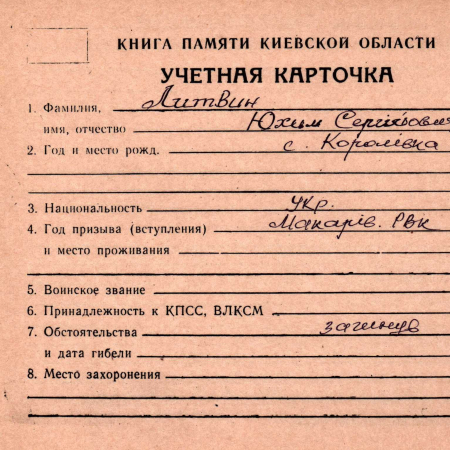 КНИГА ПАМЯТИ КИЕВСКОЙ ОБЛАСТИ
УЧЕТНАЯ КАРТОЧКА
1. Фамилия, Литвин
имя, отчество Юхим Сергійович
2. Год и место рожд. с. Королівка
3. Национальность укр.
4. Год призыва (вступления) Макарів. РВК
и место проживания
5. Воинское звание
6. Принадлежность к КПСС, ВЛКСМ
7. Обстоятельства загинув
и дата гибели
8. Место захоронения